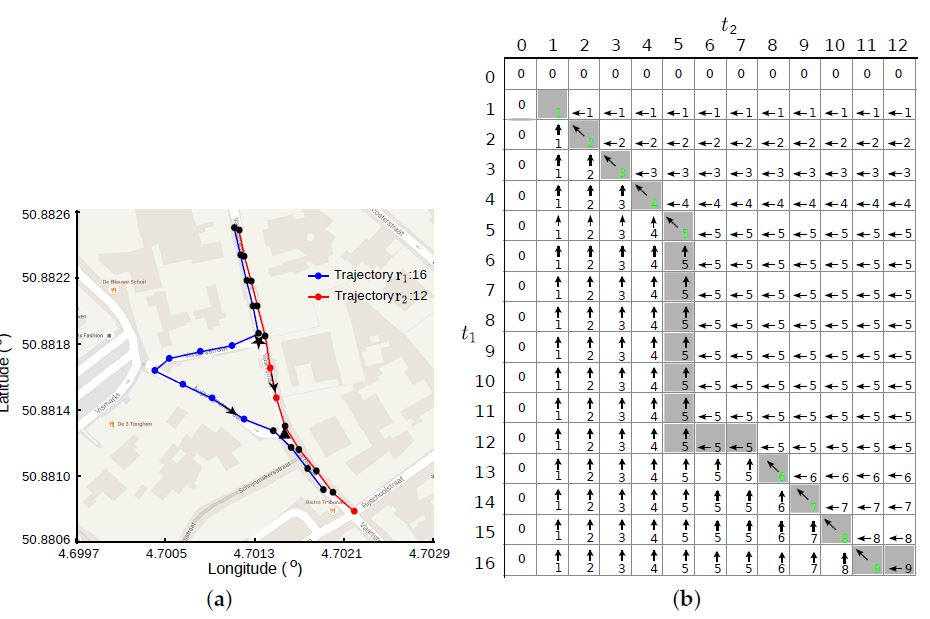 50.8826
50.8822
50.8818
50.8814
50.8810
50.8806
Latitude (°)
4.6997 4.7005 4.7013 4.7021 4.7029
Longitude (°)
Trajectory r₁:16
Trajectory r₂:12
De Blauwe Schuit
Fashion
Vismarkt
De 3 Tonghen
Schrijnmakersstraat
Bistro Tribunal
Rijschoolstraat
(a)
t₂
0 1 2 3 4 5 6 7 8 9 10 11 12
t₁
0 0 0 0 0 0 0 0 0 0 0 0 0 0
1 0 1 ←1 ←1 ←1 ←1 ←1 ←1 ←1 ←1 ←1 ←1 ←1
2 0 ↑1 ↖2 ←2 ←2 ←2 ←2 ←2 ←2 ←2 ←2 ←2 ←2
3 0 ↑1 ↑2 ↖3 ←3 ←3 ←3 ←3 ←3 ←3 ←3 ←3 ←3
4 0 ↑1 ↑2 ↑3 ↖4 ←4 ←4 ←4 ←4 ←4 ←4 ←4 ←4
5 0 ↑1 ↑2 ↑3 ↑4 ↖5 ←5 ←5 ←5 ←5 ←5 ←5 ←5
6 0 ↑1 ↑2 ↑3 ↑4 ↑5 ←5 ←5 ←5 ←5 ←5 ←5 ←5
7 0 ↑1 ↑2 ↑3 ↑4 ↑5 ←5 ←5 ←5 ←5 ←5 ←5 ←5
8 0 ↑1 ↑2 ↑3 ↑4 ↑5 ←5 ←5 ←5 ←5 ←5 ←5 ←5
9 0 ↑1 ↑2 ↑3 ↑4 ↑5 ←5 ←5 ←5 ←5 ←5 ←5 ←5
10 0 ↑1 ↑2 ↑3 ↑4 ↑5 ←5 ←5 ←5 ←5 ←5 ←5 ←5
11 0 ↑1 ↑2 ↑3 ↑4 ↑5 ←5 ←5 ←5 ←5 ←5 ←5 ←5
12 0 ↑1 ↑2 ↑3 ↑4 ↑5 ←5 ←5 ←5 ←5 ←5 ←5 ←5
13 0 ↑1 ↑2 ↑3 ↑4 ↑5 ↑5 ↑5 ↖6 ←6 ←6 ←6 ←6
14 0 ↑1 ↑2 ↑3 ↑4 ↑5 ↑5 ↑5 ↑6 ↖7 ←7 ←7 ←7
15 0 ↑1 ↑2 ↑3 ↑4 ↑5 ↑5 ↑5 ↑6 ↑7 ↖8 ←8 ←8
16 0 ↑1 ↑2 ↑3 ↑4 ↑5 ↑5 ↑5 ↑6 ↑7 ↑8 ↖9 ←9
(b)